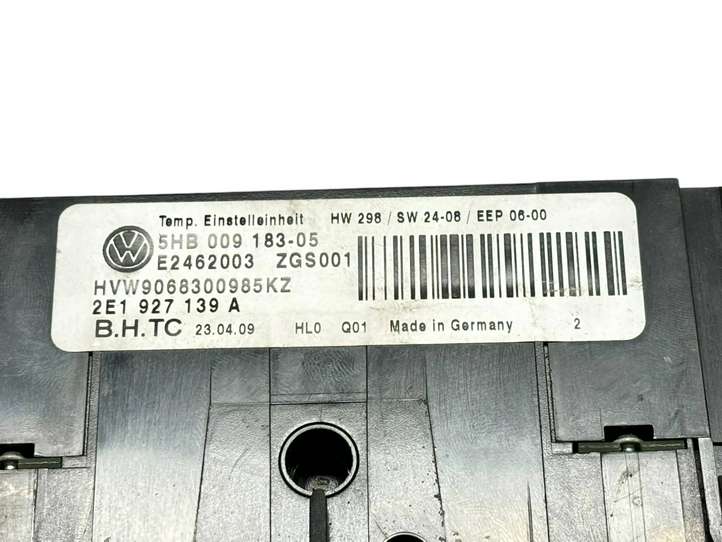 Temp. Einstelleinheit HW 298 / SW 24-08 / EEP 06-00
5HB 009 183-05
E2462003 ZGS001
HVW9068300985KZ
2E1 927 139 A
B.H.TC 23.04.09 HL0 Q01 Made in Germany 2